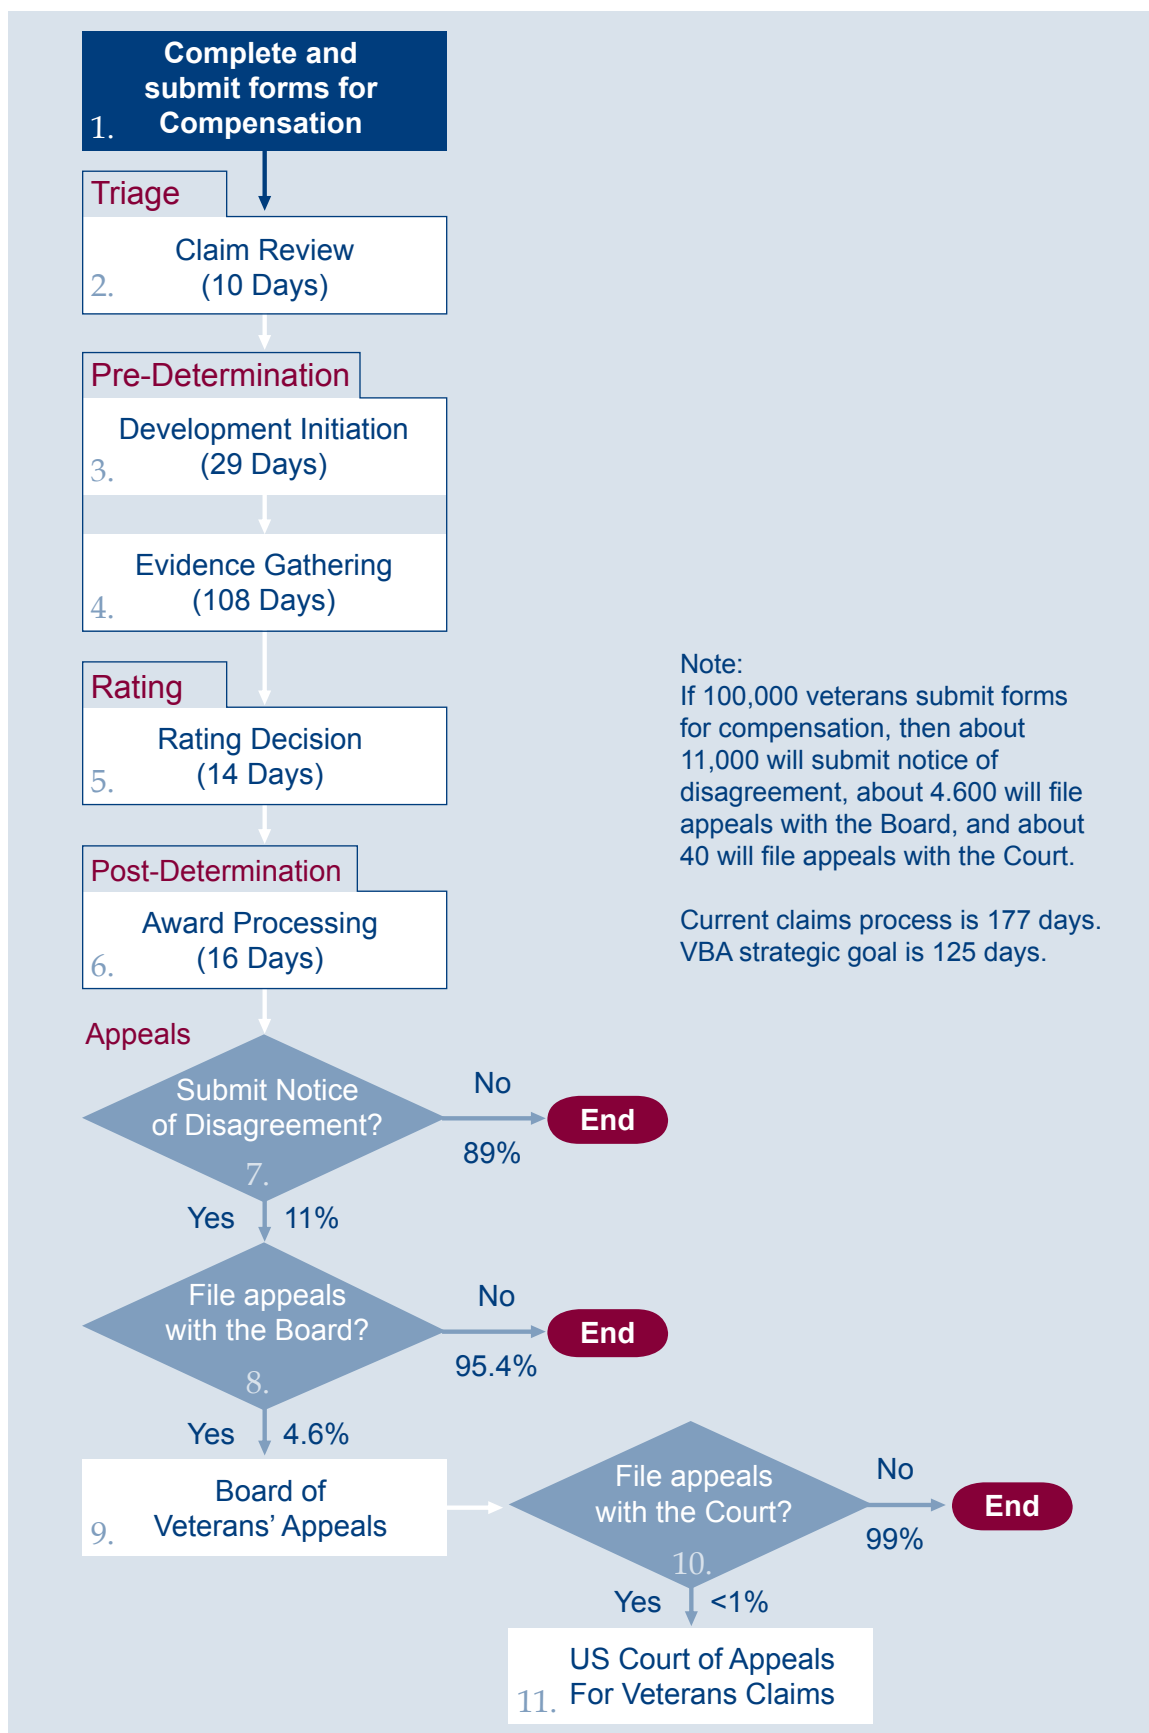 Complete and
submit forms for
Compensation
1.
Triage
Claim Review
(10 Days)
2.
Pre-Determination
Development Initiation
(29 Days)
3.
Evidence Gathering
(108 Days)
4.
Rating
Rating Decision
(14 Days)
5.
Note:
If 100,000 veterans submit forms
for compensation, then about
11,000 will submit notice of
disagreement, about 4.600 will file
appeals with the Board, and about
40 will file appeals with the Court.
Current claims process is 177 days.
VBA strategic goal is 125 days.
Post-Determination
Award Processing
(16 Days)
6.
Appeals
Submit Notice
of Disagreement?
7.
No
89%
End
Yes 11%
File appeals
with the Board?
8.
No
95.4%
End
Yes 4.6%
Board of
Veterans’ Appeals
9.
File appeals
with the Court?
10.
No
99%
End
Yes <1%
US Court of Appeals
For Veterans Claims
11.